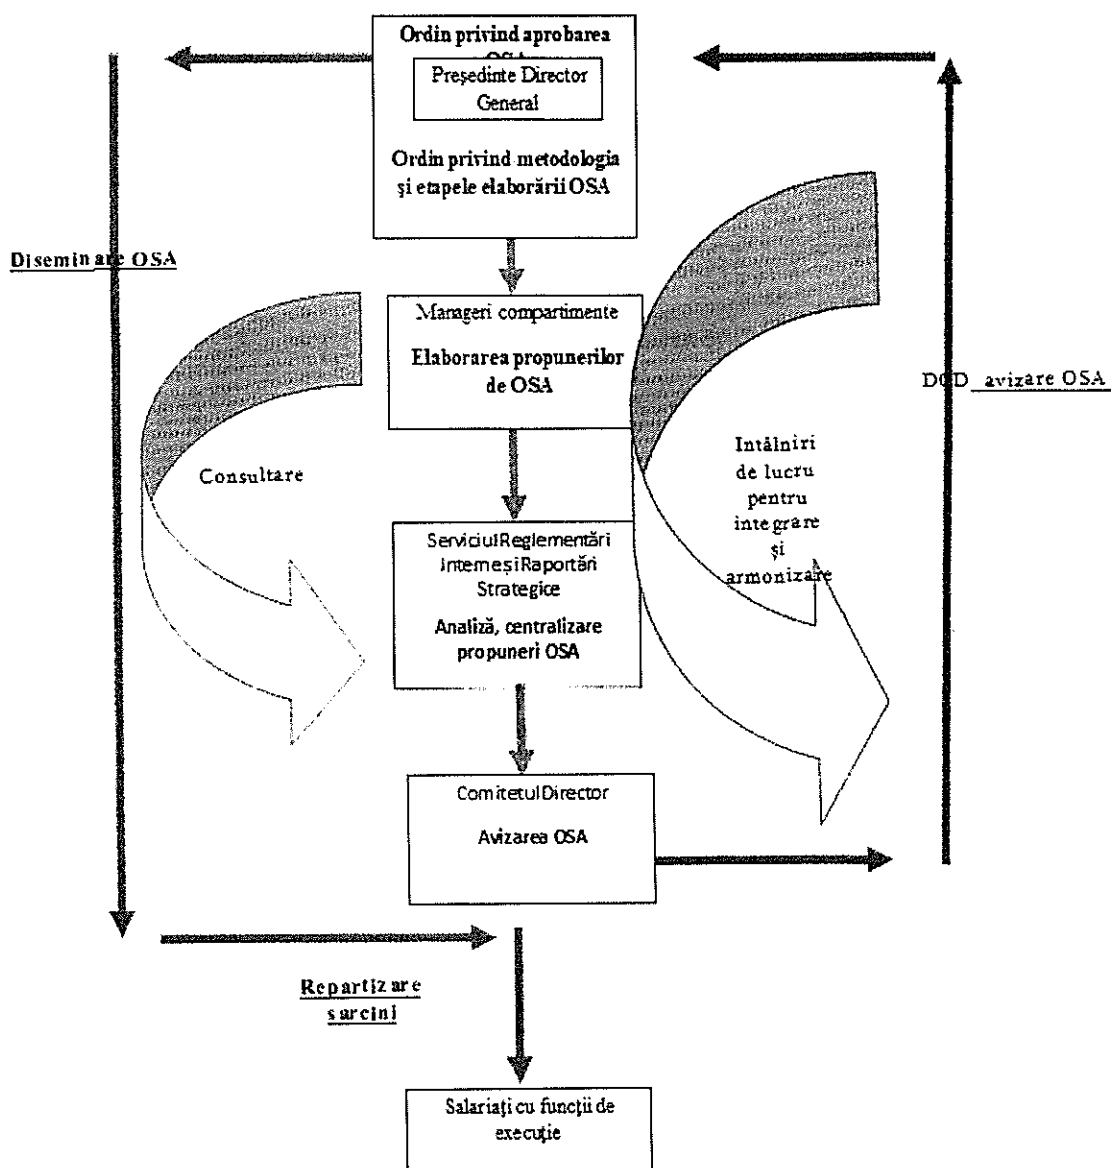 Ordin privind aprobarea
OSA
Președinte Director
General
Ordin privind metodologia
și etapele elaborării OSA
Diseminare OSA
Manageri compartimente
Elaborarea propunerilor
de OSA
avizare OSA
Consultare
Intâlniri
de lucru
pentru
integrare
și
armonizare
Serviciul Reglementări
Interne și Raportări
Strategice
Analiză, centralizare
propuneri OSA
Comitetul Director
Avizarea OSA
Repartizare
sarcini
Salariați cu funcții de
execuție